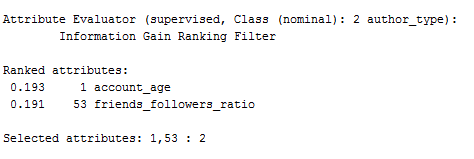 Attribute Evaluator (supervised, Class (nominal): 2 author_type):
Information Gain Ranking Filter
Ranked attributes:
0.193 1 account_age
0.191 53 friends_followers_ratio
Selected attributes: 1,53 : 2